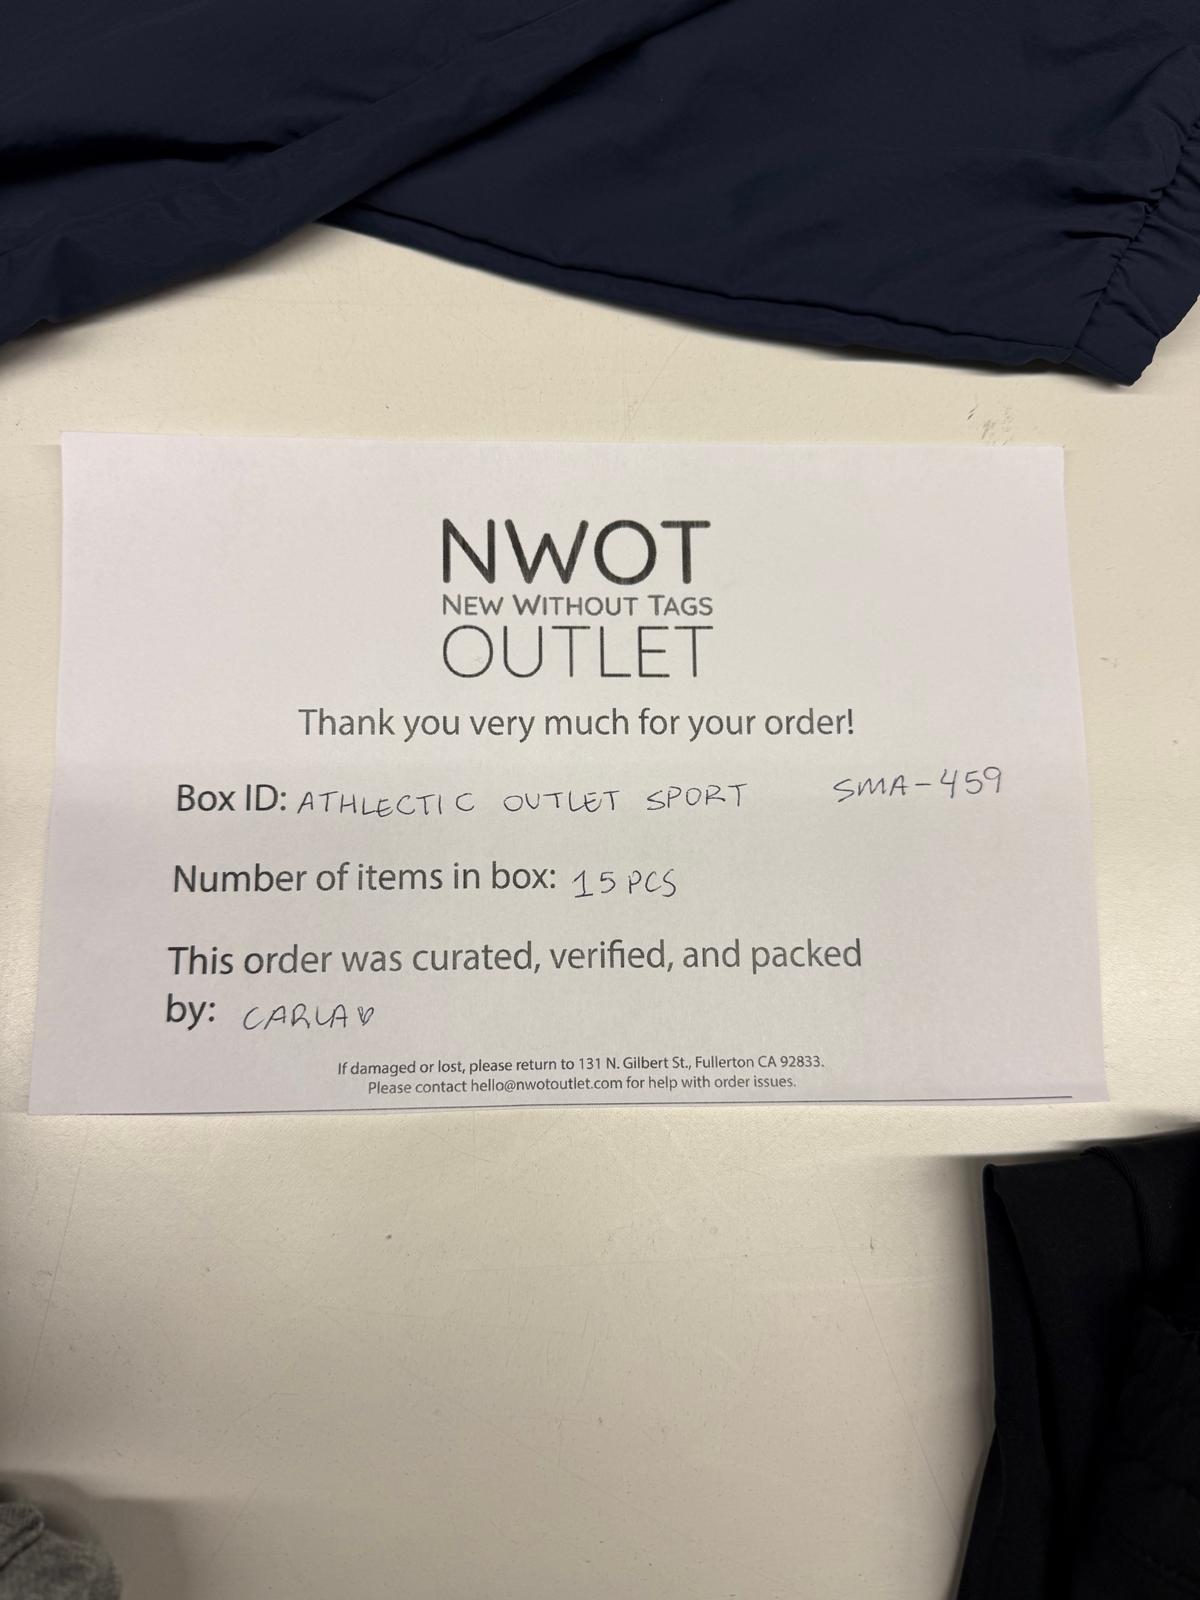 NWOT
NEW WITHOUT TAGS
OUTLET
Thank you very much for your order!
Box ID: ATHLECTIC OUTLET SPORT SMA-459
Number of items in box: 15 PCS
This order was curated, verified, and packed
by: CARLA♥
If damaged or lost, please return to 131 N. Gilbert St., Fullerton CA 92833.
Please contact hello@nwotoutlet.com for help with order issues.